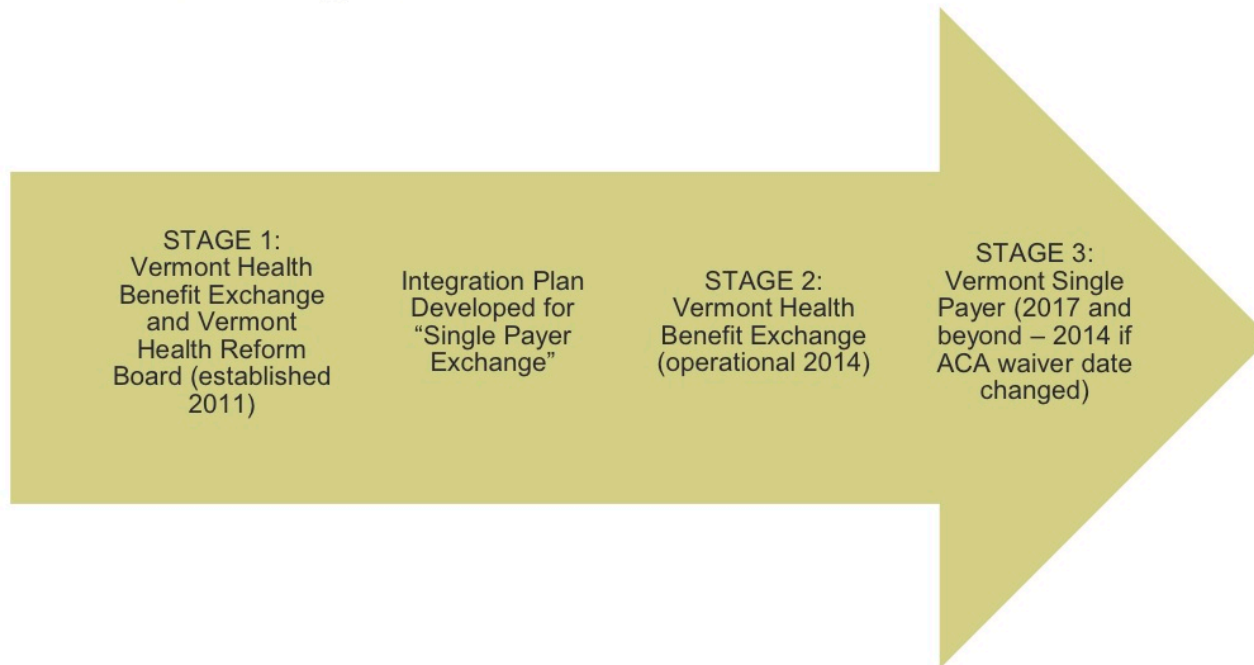 STAGE 1:
Vermont Health
Benefit Exchange
and Vermont
Health Reform
Board (established
2011)
Integration Plan
Developed for
“Single Payer
Exchange”
STAGE 2:
Vermont Health
Benefit Exchange
(operational 2014)
STAGE 3:
Vermont Single
Payer (2017 and
beyond – 2014 if
ACA waiver date
changed)